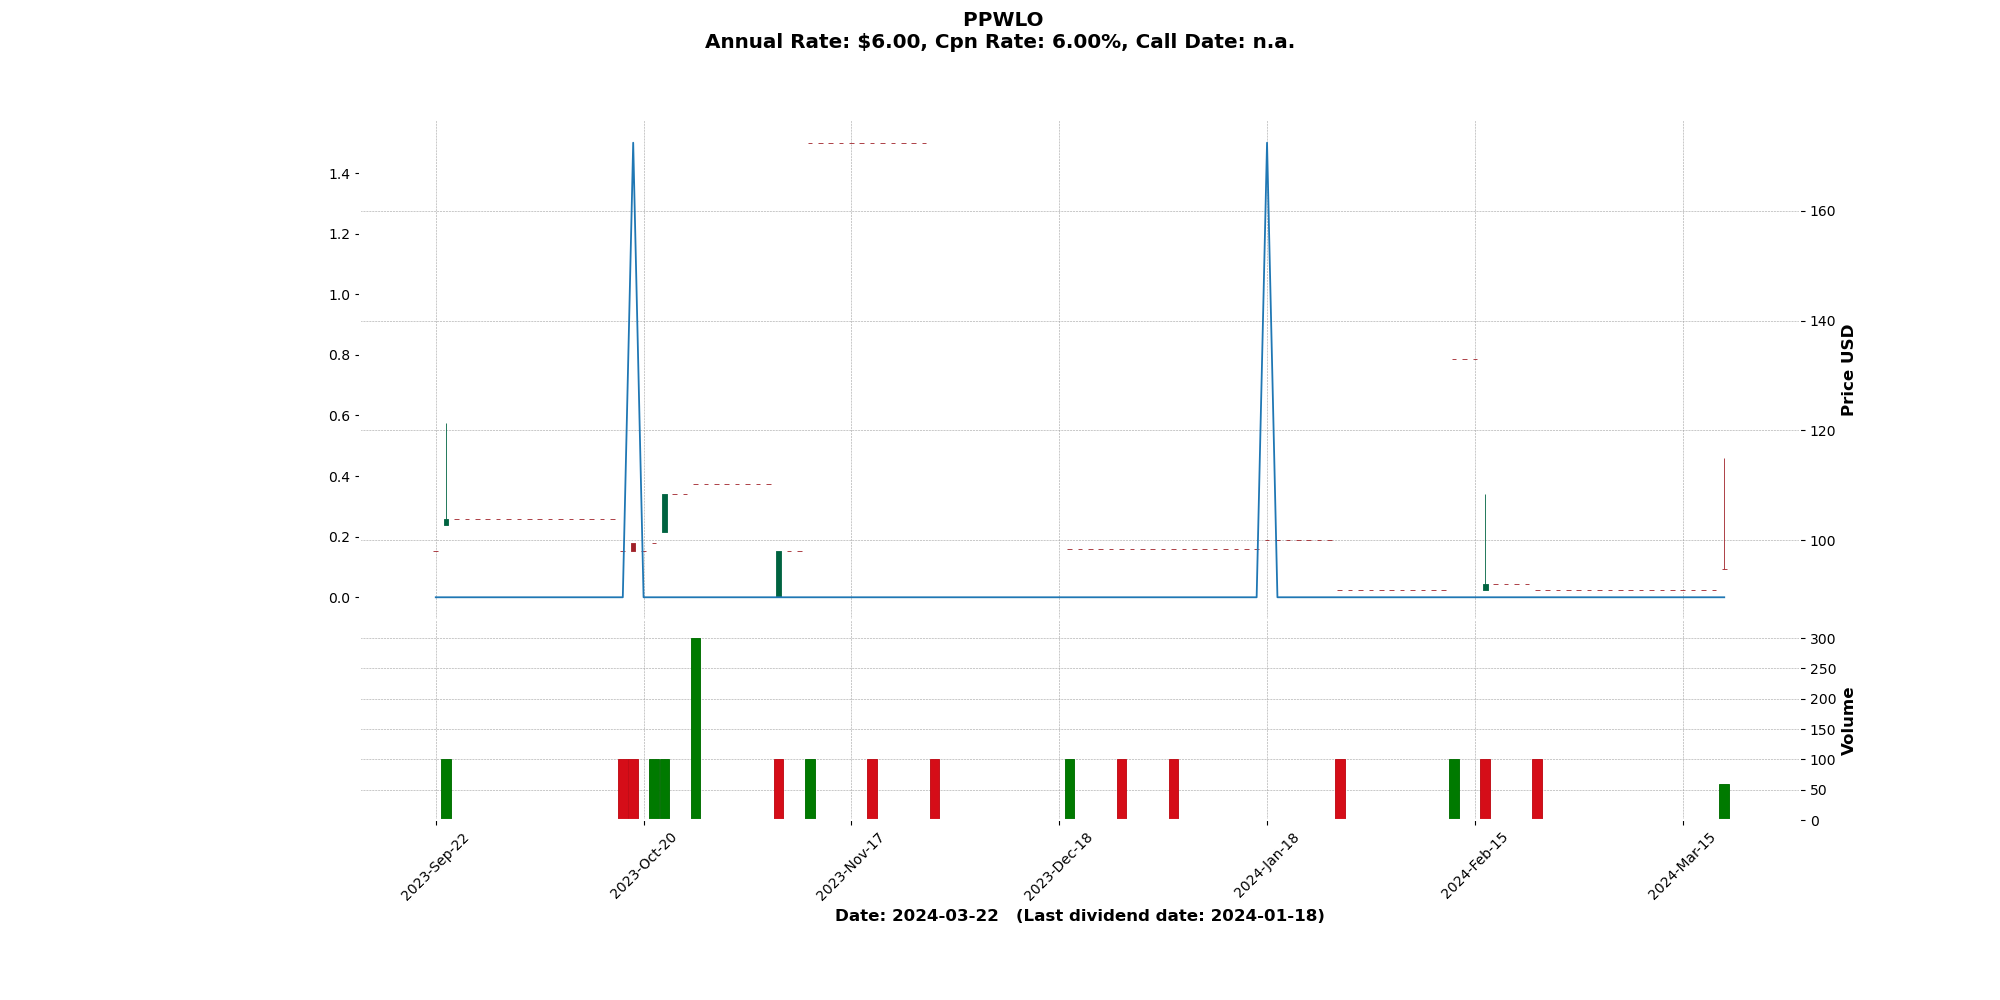 PPWLO
Annual Rate: $6.00, Cpn Rate: 6.00%, Call Date: n.a.
1.4
1.2
1.0
0.8
0.6
0.4
0.2
0.0
160
140
120
100
Price USD
300
250
200
150
100
50
0
Volume
2023-Sep-22
2023-Oct-20
2023-Nov-17
2023-Dec-18
2024-Jan-18
2024-Feb-15
2024-Mar-15
Date: 2024-03-22   (Last dividend date: 2024-01-18)